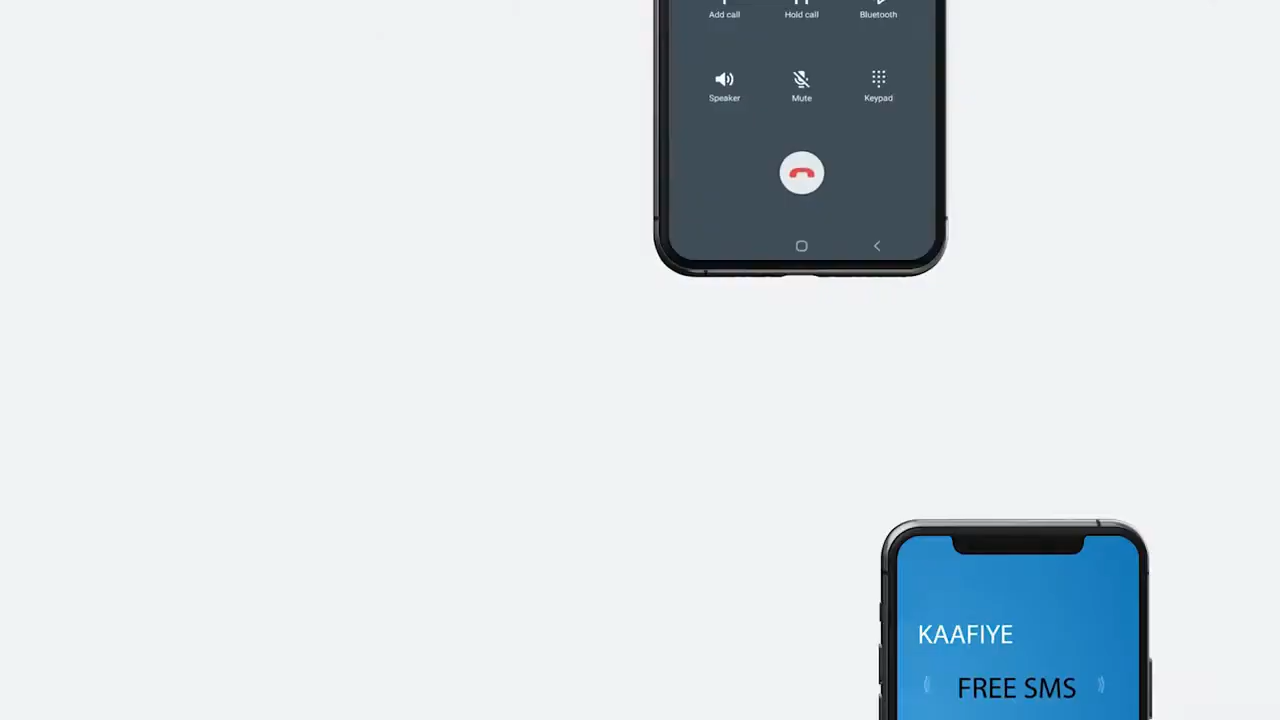 Add call Hold call Bluetooth
Speaker Mute Keypad
KAAFIYE
FREE SMS